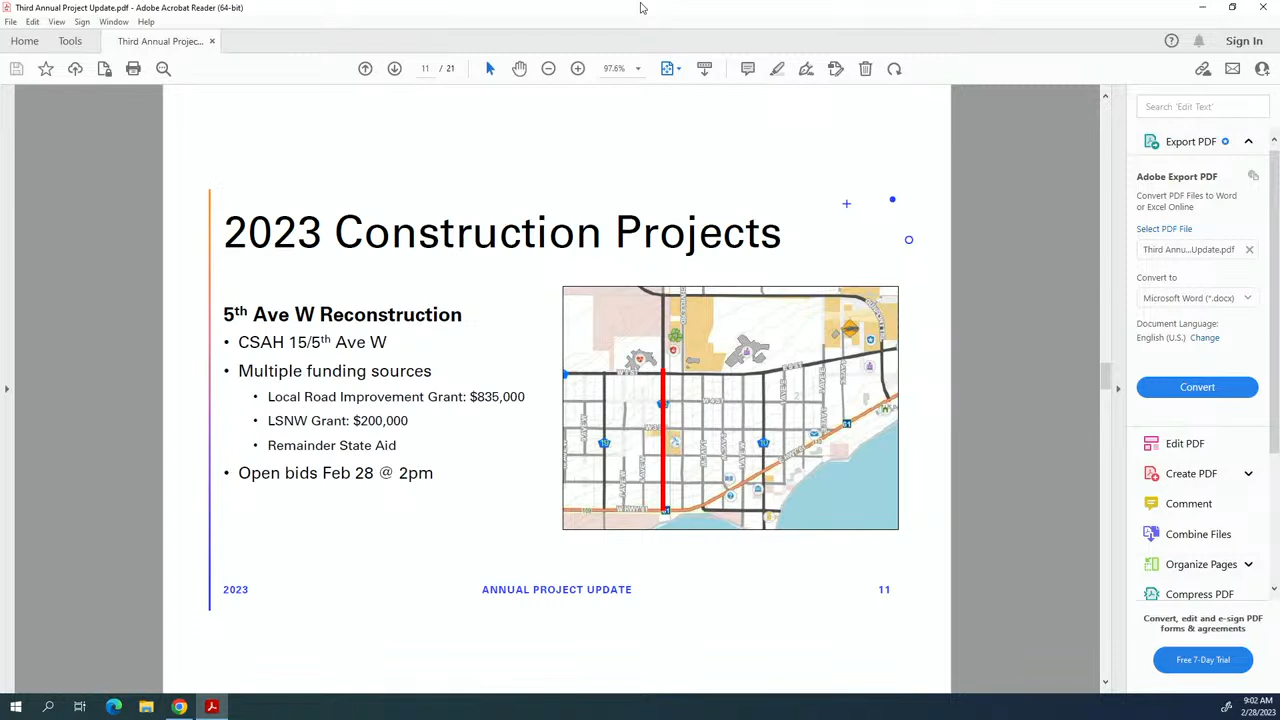 Third Annual Project Update.pdf - Adobe Acrobat Reader (64-bit)
File Edit View Sign Window Help
Home Tools Third Annual Projec... × Sign In
11 / 21 97.6%
2023 Construction Projects
5th Ave W Reconstruction
• CSAH 15/5th Ave W
• Multiple funding sources
• Local Road Improvement Grant: $835,000
• LSNW Grant: $200,000
• Remainder State Aid
• Open bids Feb 28 @ 2pm
61
61
2023 ANNUAL PROJECT UPDATE 11
Search 'Edit Text'
Export PDF
Adobe Export PDF
Convert PDF Files to Word
or Excel Online
Select PDF File
Third Annu...Update.pdf
Convert to
Microsoft Word (*.docx)
Document Language:
English (U.S.) Change
Convert
Edit PDF
Create PDF
Comment
Combine Files
Organize Pages
Compress PDF
Convert, edit and e-sign PDF
forms & agreements
Free 7-Day Trial
9:02 AM
2/28/2023